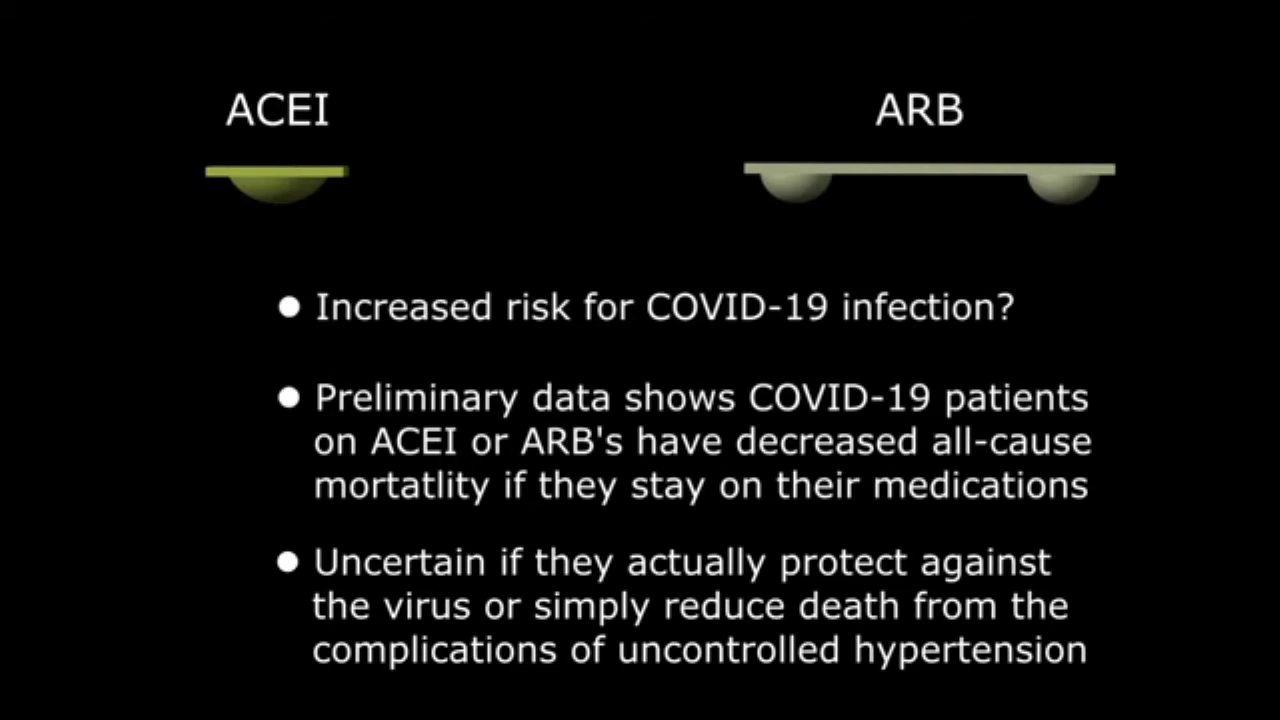 ACEI
ARB
● Increased risk for COVID-19 infection?
● Preliminary data shows COVID-19 patients
on ACEI or ARB's have decreased all-cause
mortatlity if they stay on their medications
● Uncertain if they actually protect against
the virus or simply reduce death from the
complications of uncontrolled hypertension